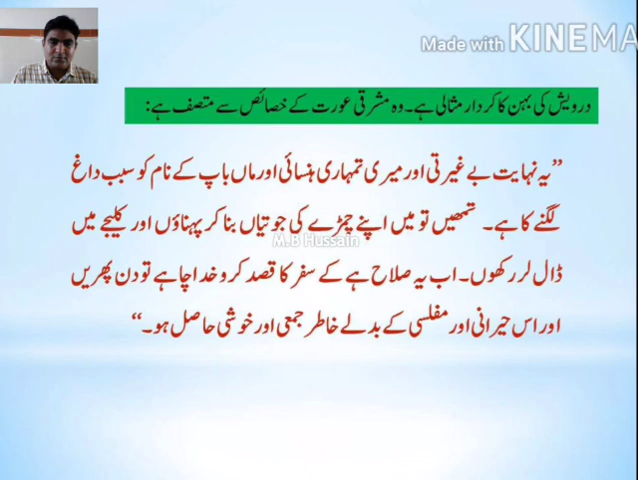 Made with KINEMA
درویش کی بہن کا کردار مثالی ہے۔ وہ مشرقی عورت کے خصائص سے متصف ہے:
”یہ نہایت بے غیرتی اور میری تمہاری ہنسائی اور ماں باپ کے نام کو سبب داغ
لگنے کا ہے۔ تمھیں تو میں اپنے چمڑے کی جوتیاں بنا کر پہناؤں اور کلیجے میں
M.B Hussain
ڈال لر رکھوں۔ اب یہ صلاح ہے کے سفر کا قصد کرو خدا چاہے تو دن پھریں
اور اس حیرانی اور مفلسی کے بدلے خاطر جمعی اور خوشی حاصل ہو۔“